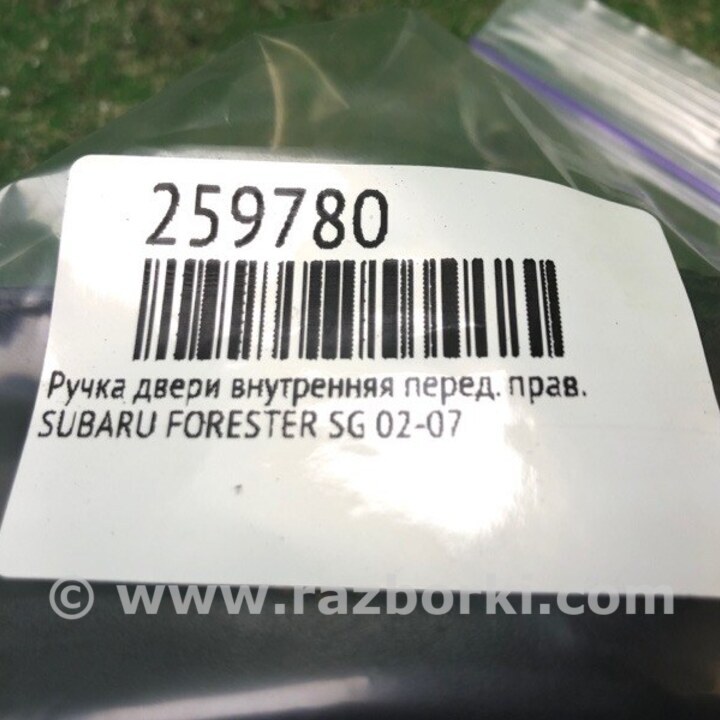 259780
Ручка двери внутренняя перед. прав.
SUBARU FORESTER SG 02-07
© www.razborki.com